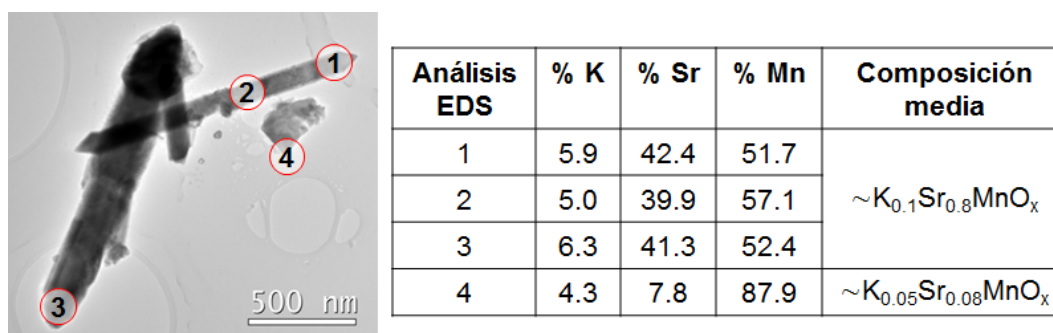 1
2
4
3
500 nm
Análisis EDS % K % Sr % Mn Composición media
1 5.9 42.4 51.7 ~K0.1Sr0.8MnOx
2 5.0 39.9 57.1
3 6.3 41.3 52.4
4 4.3 7.8 87.9 ~K0.05Sr0.08MnOx